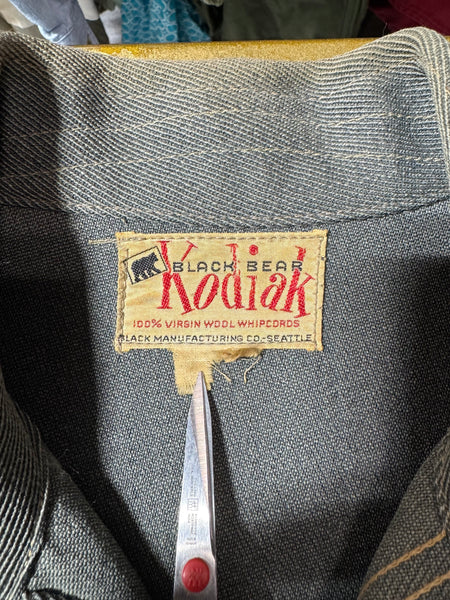 BLACK BEAR
Kodiak
100% VIRGIN WOOL WHIPCORDS
BLACK MANUFACTURING CO.-SEATTLE